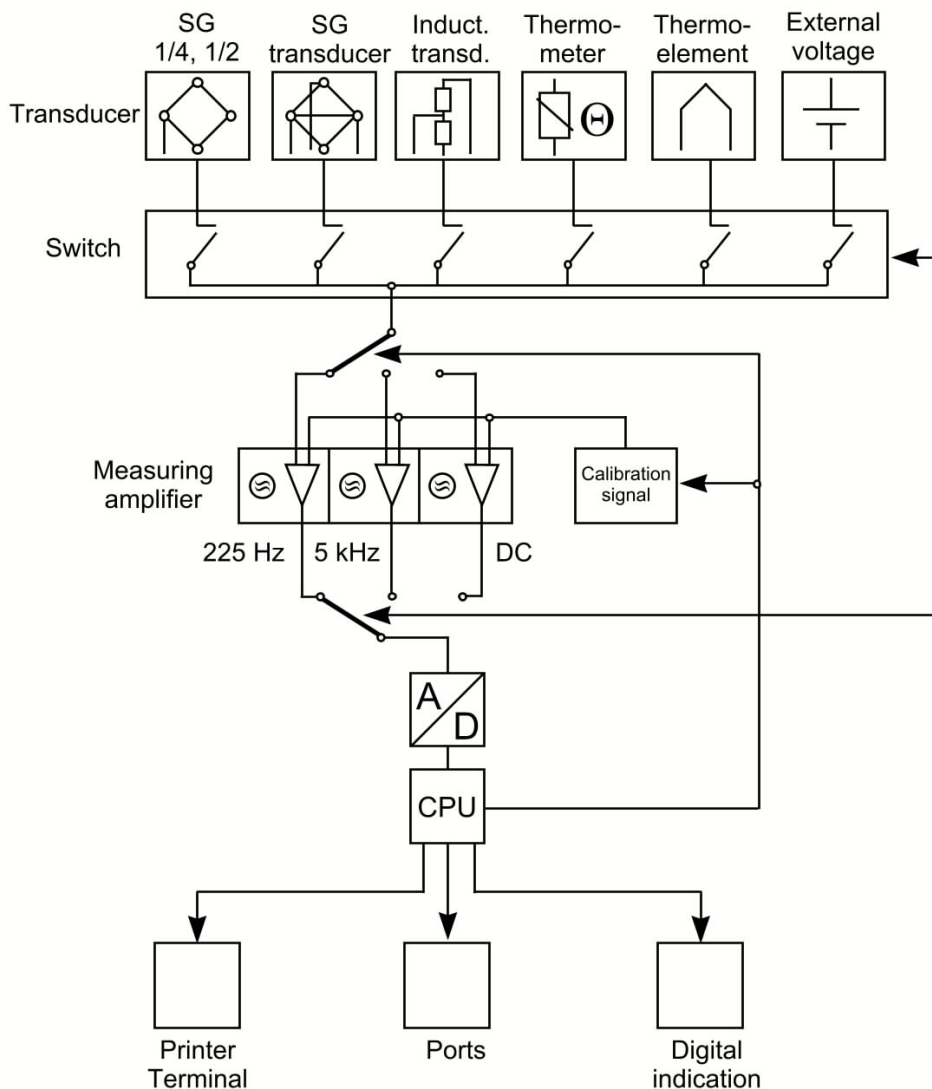 SG
1/4, 1/2
SG
transducer
Induct.
transd.
Thermo-
meter
Thermo-
element
External
voltage
Transducer
Θ
Switch
Measuring
amplifier
Calibration
signal
225 Hz
5 kHz
DC
A
D
CPU
Printer
Terminal
Ports
Digital
indication